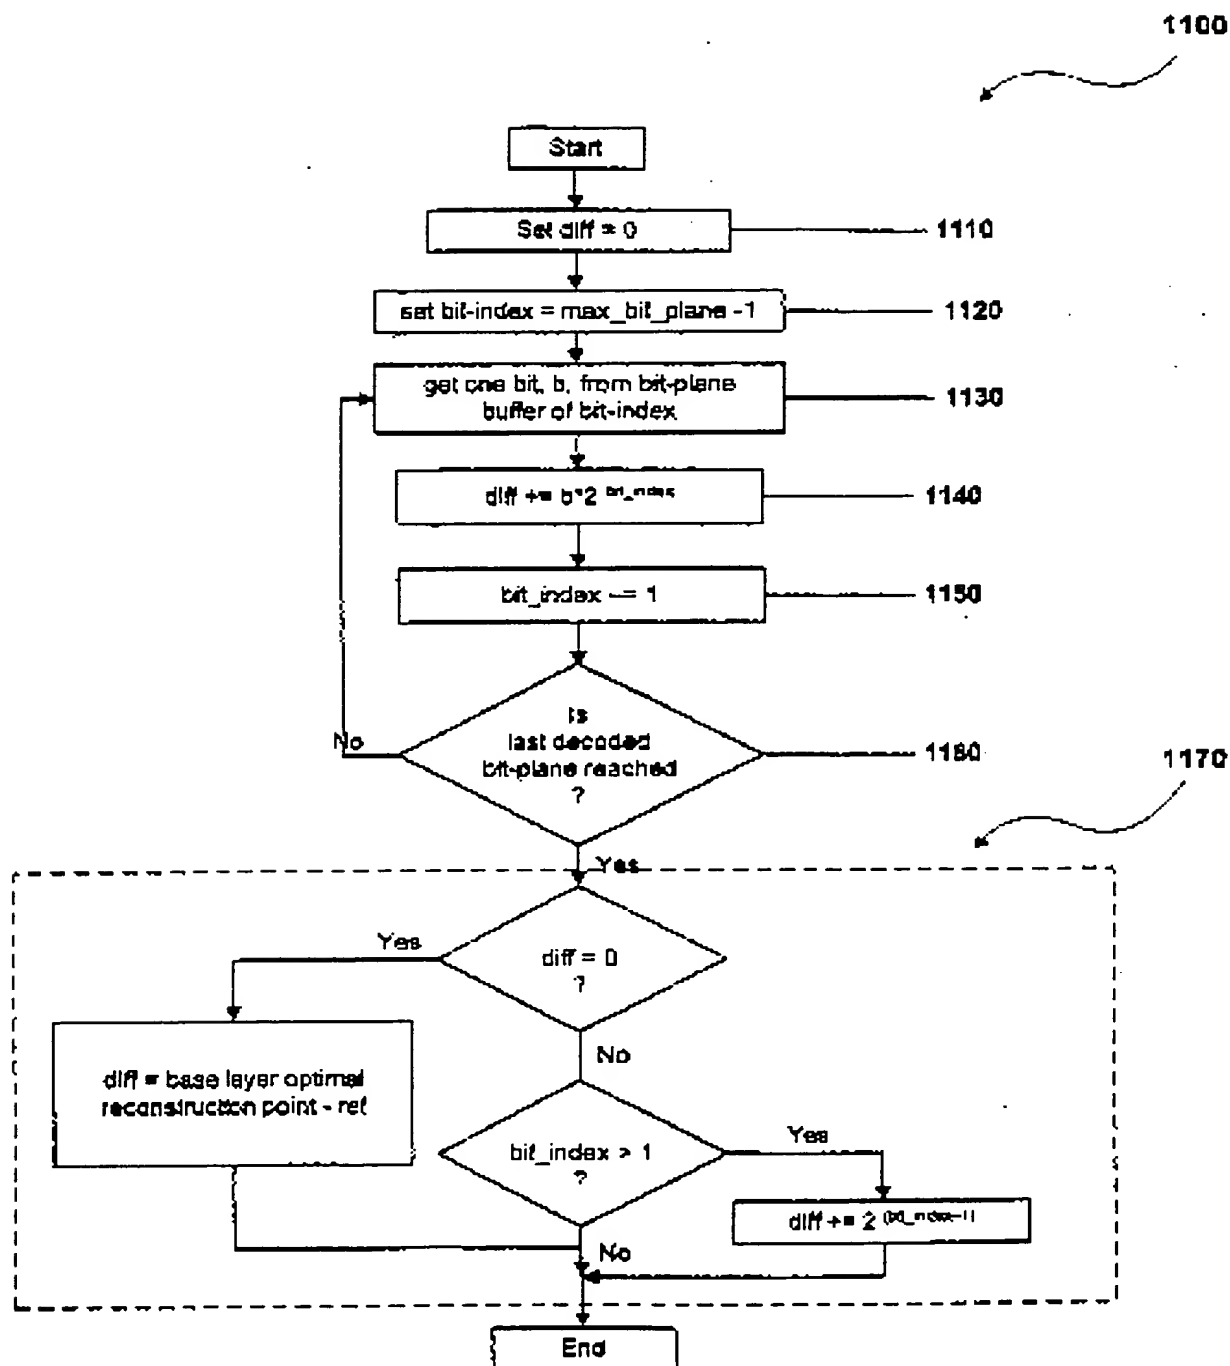 1100
Start
Set diff = 0
1110
set bit-index = max_bit_plane -1
1120
get one bit, b, from bit-plane
buffer of bit-index
1130
diff += b*2^(bit_index)
1140
bit_index -= 1
1150
Is
last decoded
bit-plane reached
?
No
1160
1170
Yes
diff = 0
?
Yes
No
diff = base layer optimal
reconstruction point - ref
bit_index > 1
?
Yes
diff += 2^(bit_index-1)
No
End